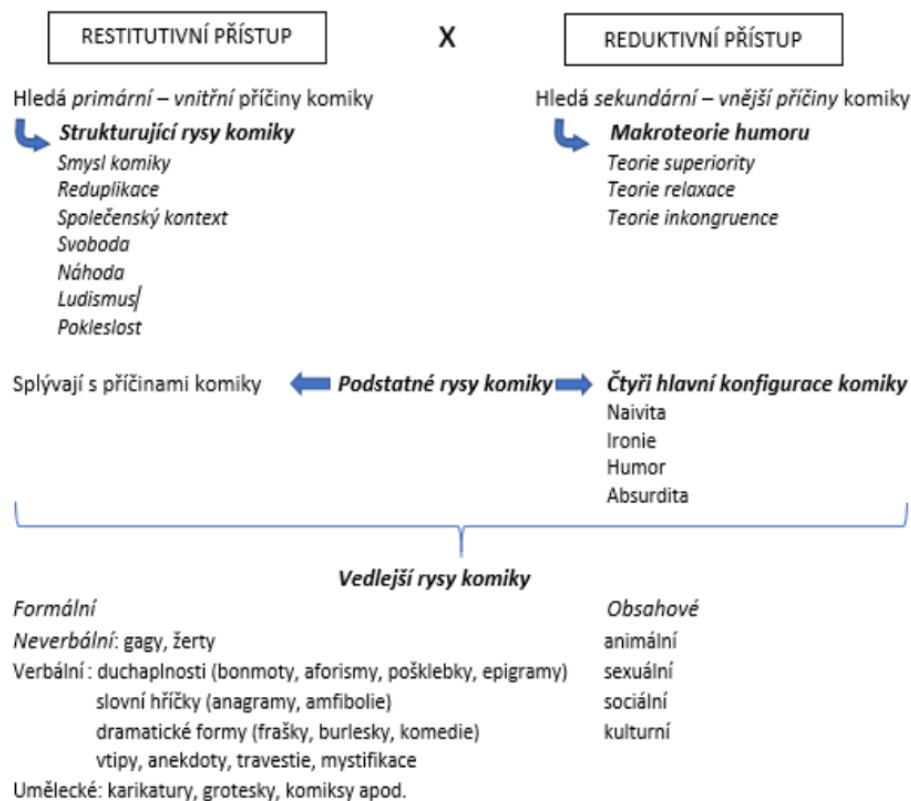 RESTITUTIVNÍ PŘÍSTUP X REDUKTIVNÍ PŘÍSTUP
Hledá primární – vnitřní příčiny komiky
Strukturující rysy komiky
Smysl komiky
Reduplikace
Společenský kontext
Svoboda
Náhoda
Ludismus
Pokleslost
Hledá sekundární – vnější příčiny komiky
Makroteorie humoru
Teorie superiority
Teorie relaxace
Teorie inkongruence
Splývají s příčinami komiky
Podstatné rysy komiky
Čtyři hlavní konfigurace komiky
Naivita
Ironie
Humor
Absurdita
Vedlejší rysy komiky
Formální
Neverbální: gagy, žerty
Verbální : duchaplnosti (bonmoty, aforismy, pošklebky, epigramy)
slovní hříčky (anagramy, amfibolie)
dramatické formy (frašky, burlesky, komedie)
vtipy, anekdoty, travestie, mystifikace
Umělecké: karikatury, grotesky, komiksy apod.
Obsahové
animální
sexuální
sociální
kulturní